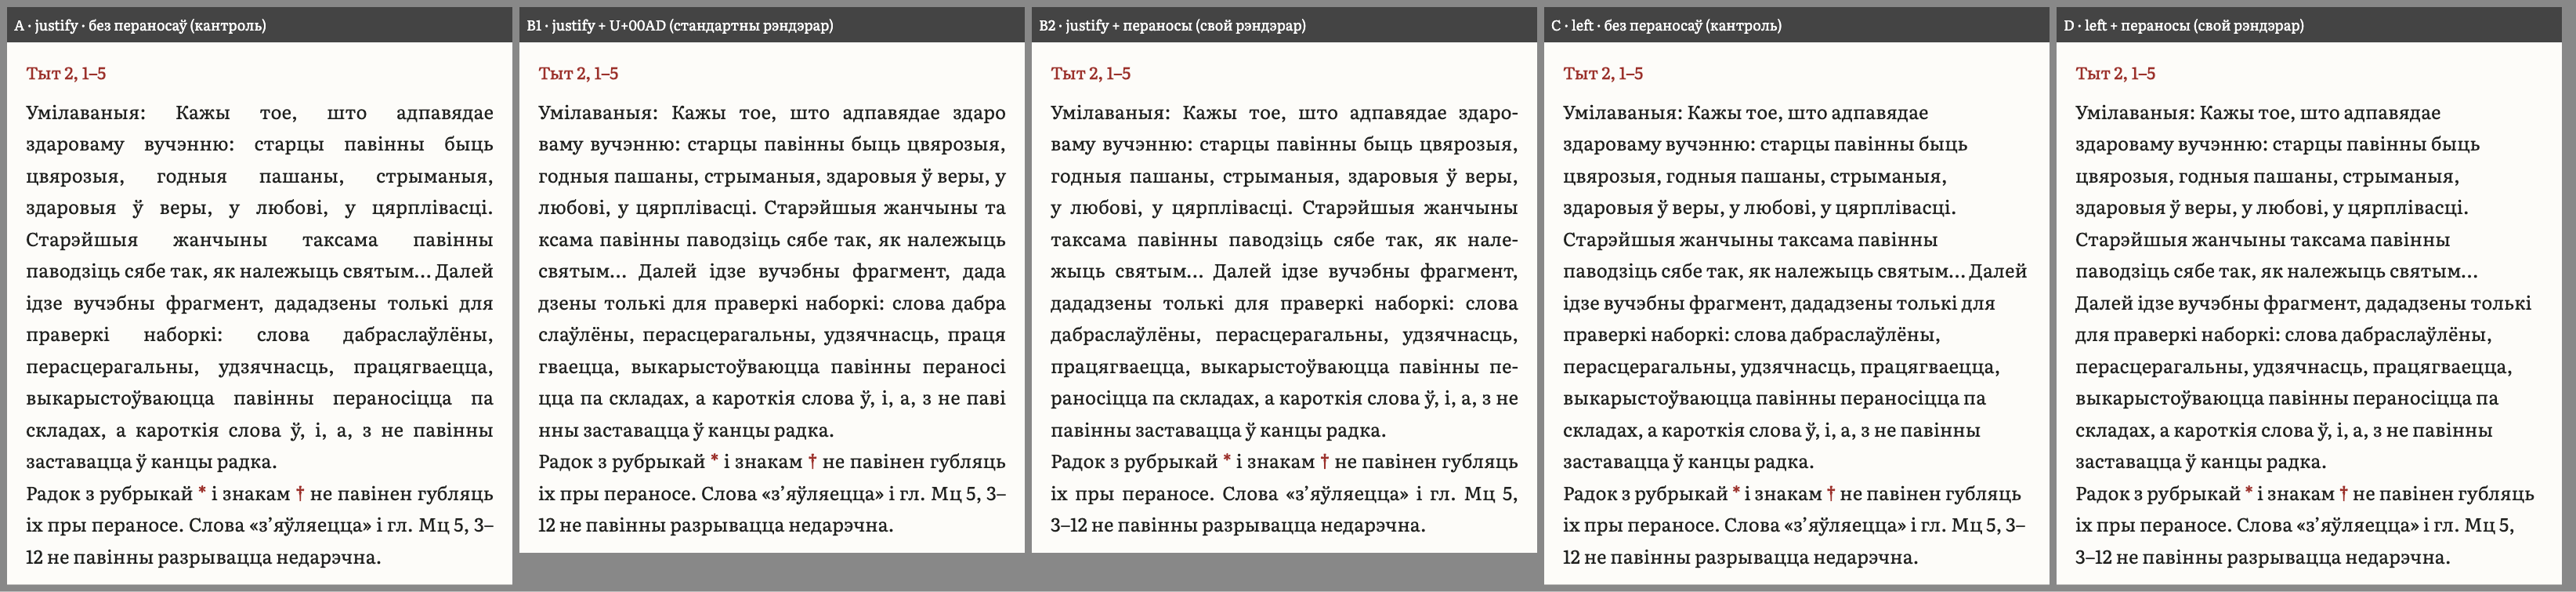 A · justify · без пераносаў (кантроль)
Тыт 2, 1–5
Умілаваныя: Кажы тое, што адпавядае
здароваму вучэнню: старцы павінны быць
цвярозыя, годныя пашаны, стрыманыя,
здаровыя ў веры, у любові, у цярплівасці.
Старэйшыя жанчыны таксама павінны
паводзіць сябе так, як належыць святым… Далей
ідзе вучэбны фрагмент, дададзены толькі для
праверкі наборкі: слова дабраслаўлёны,
перасцерагальны, удзячнасць, працягваецца,
выкарыстоўваюцца павінны пераносіцца па
складах, а кароткія слова ў, і, а, з не павінны
заставацца ў канцы радка.
Радок з рубрыкай * і знакам † не павінен губляць
іх пры пераносе. Слова «з’яўляецца» і гл. Мц 5, 3–
12 не павінны разрывацца недарэчна.
B1 · justify + U+00AD (стандартны рэндэрар)
Тыт 2, 1–5
Умілаваныя: Кажы тое, што адпавядае здаро
ваму вучэнню: старцы павінны быць цвярозыя,
годныя пашаны, стрыманыя, здаровыя ў веры, у
любові, у цярплівасці. Старэйшыя жанчыны та
ксама павінны паводзіць сябе так, як належыць
святым… Далей ідзе вучэбны фрагмент, дада
дзены толькі для праверкі наборкі: слова дабра
слаўлёны, перасцерагальны, удзячнасць, праця
гваецца, выкарыстоўваюцца павінны пераносі
цца па складах, а кароткія слова ў, і, а, з не паві
нны заставацца ў канцы радка.
Радок з рубрыкай * і знакам † не павінен губляць
іх пры пераносе. Слова «з’яўляецца» і гл. Мц 5, 3–
12 не павінны разрывацца недарэчна.
B2 · justify + пераносы (свой рэндэрар)
Тыт 2, 1–5
Умілаваныя: Кажы тое, што адпавядае здаро-
ваму вучэнню: старцы павінны быць цвярозыя,
годныя пашаны, стрыманыя, здаровыя ў веры,
у любові, у цярплівасці. Старэйшыя жанчыны
таксама павінны паводзіць сябе так, як нале-
жыць святым… Далей ідзе вучэбны фрагмент,
дададзены толькі для праверкі наборкі: слова
дабраслаўлёны, перасцерагальны, удзячнасць,
працягваецца, выкарыстоўваюцца павінны пе-
раносіцца па складах, а кароткія слова ў, і, а, з не
павінны заставацца ў канцы радка.
Радок з рубрыкай * і знакам † не павінен губляць
іх пры пераносе. Слова «з’яўляецца» і гл. Мц 5,
3–12 не павінны разрывацца недарэчна.
C · left · без пераносаў (кантроль)
Тыт 2, 1–5
Умілаваныя: Кажы тое, што адпавядае
здароваму вучэнню: старцы павінны быць
цвярозыя, годныя пашаны, стрыманыя,
здаровыя ў веры, у любові, у цярплівасці.
Старэйшыя жанчыны таксама павінны
паводзіць сябе так, як належыць святым… Далей
ідзе вучэбны фрагмент, дададзены толькі для
праверкі наборкі: слова дабраслаўлёны,
перасцерагальны, удзячнасць, працягваецца,
выкарыстоўваюцца павінны пераносіцца па
складах, а кароткія слова ў, і, а, з не павінны
заставацца ў канцы радка.
Радок з рубрыкай * і знакам † не павінен губляць
іх пры пераносе. Слова «з’яўляецца» і гл. Мц 5, 3–
12 не павінны разрывацца недарэчна.
D · left + пераносы (свой рэндэрар)
Тыт 2, 1–5
Умілаваныя: Кажы тое, што адпавядае
здароваму вучэнню: старцы павінны быць
цвярозыя, годныя пашаны, стрыманыя,
здаровыя ў веры, у любові, у цярплівасці.
Старэйшыя жанчыны таксама павінны
паводзіць сябе так, як належыць святым…
Далей ідзе вучэбны фрагмент, дададзены толькі
для праверкі наборкі: слова дабраслаўлёны,
перасцерагальны, удзячнасць, працягваецца,
выкарыстоўваюцца павінны пераносіцца па
складах, а кароткія слова ў, і, а, з не павінны
заставацца ў канцы радка.
Радок з рубрыкай * і знакам † не павінен губляць
іх пры пераносе. Слова «з’яўляецца» і гл. Мц 5,
3–12 не павінны разрывацца недарэчна.